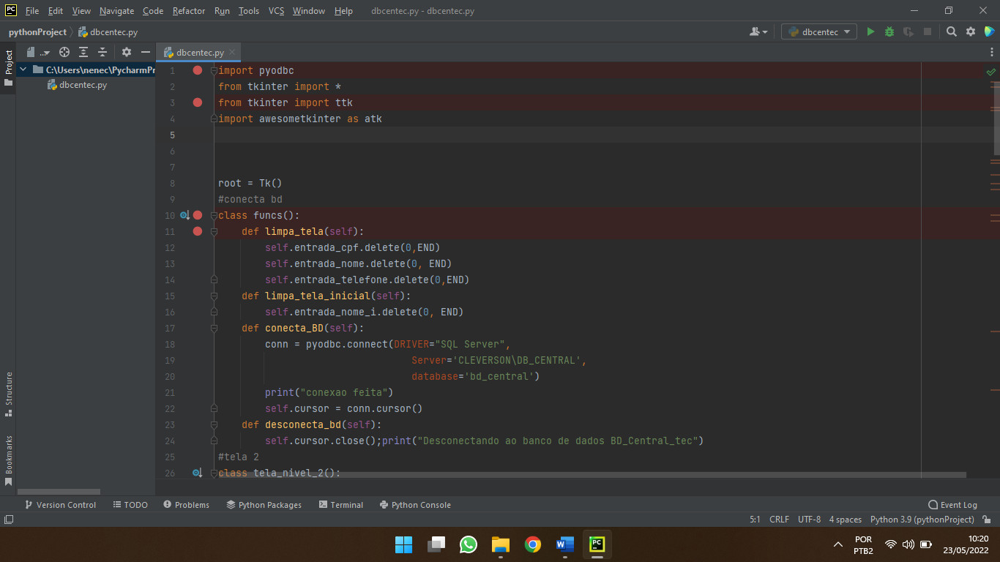 PC File Edit View Navigate Code Refactor Run Tools VCS Window Help dbcentec.py - dbcentec.py
pythonProject dbcentec.py dbcentec
Project
... dbcentec.py
C:\Users\nenec\PycharmPr
dbcentec.py
1 import pyodbc
2 from tkinter import *
3 from tkinter import ttk
4 import awesometkinter as atk
5
6
7
8 root = Tk()
9 #conecta bd
10 class funcs():
11 def limpa_tela(self):
12 self.entrada_cpf.delete(0,END)
13 self.entrada_nome.delete(0, END)
14 self.entrada_telefone.delete(0,END)
15 def limpa_tela_inicial(self):
16 self.entrada_nome_i.delete(0, END)
17 def conecta_BD(self):
18 conn = pyodbc.connect(DRIVER="SQL Server",
19 Server='CLEVERSON\DB_CENTRAL',
20 database='bd_central')
21 print("conexao feita")
22 self.cursor = conn.cursor()
23 def desconecta_bd(self):
24 self.cursor.close();print("Desconectando ao banco de dados BD_Central_tec")
25 #tela 2
26 class tela_nivel_2():
Structure
Bookmarks
Version Control TODO Problems Python Packages Terminal Python Console Event Log
5:1 CRLF UTF-8 4 spaces Python 3.9 (pythonProject)
W PC
POR
PTB2
10:20
23/05/2022